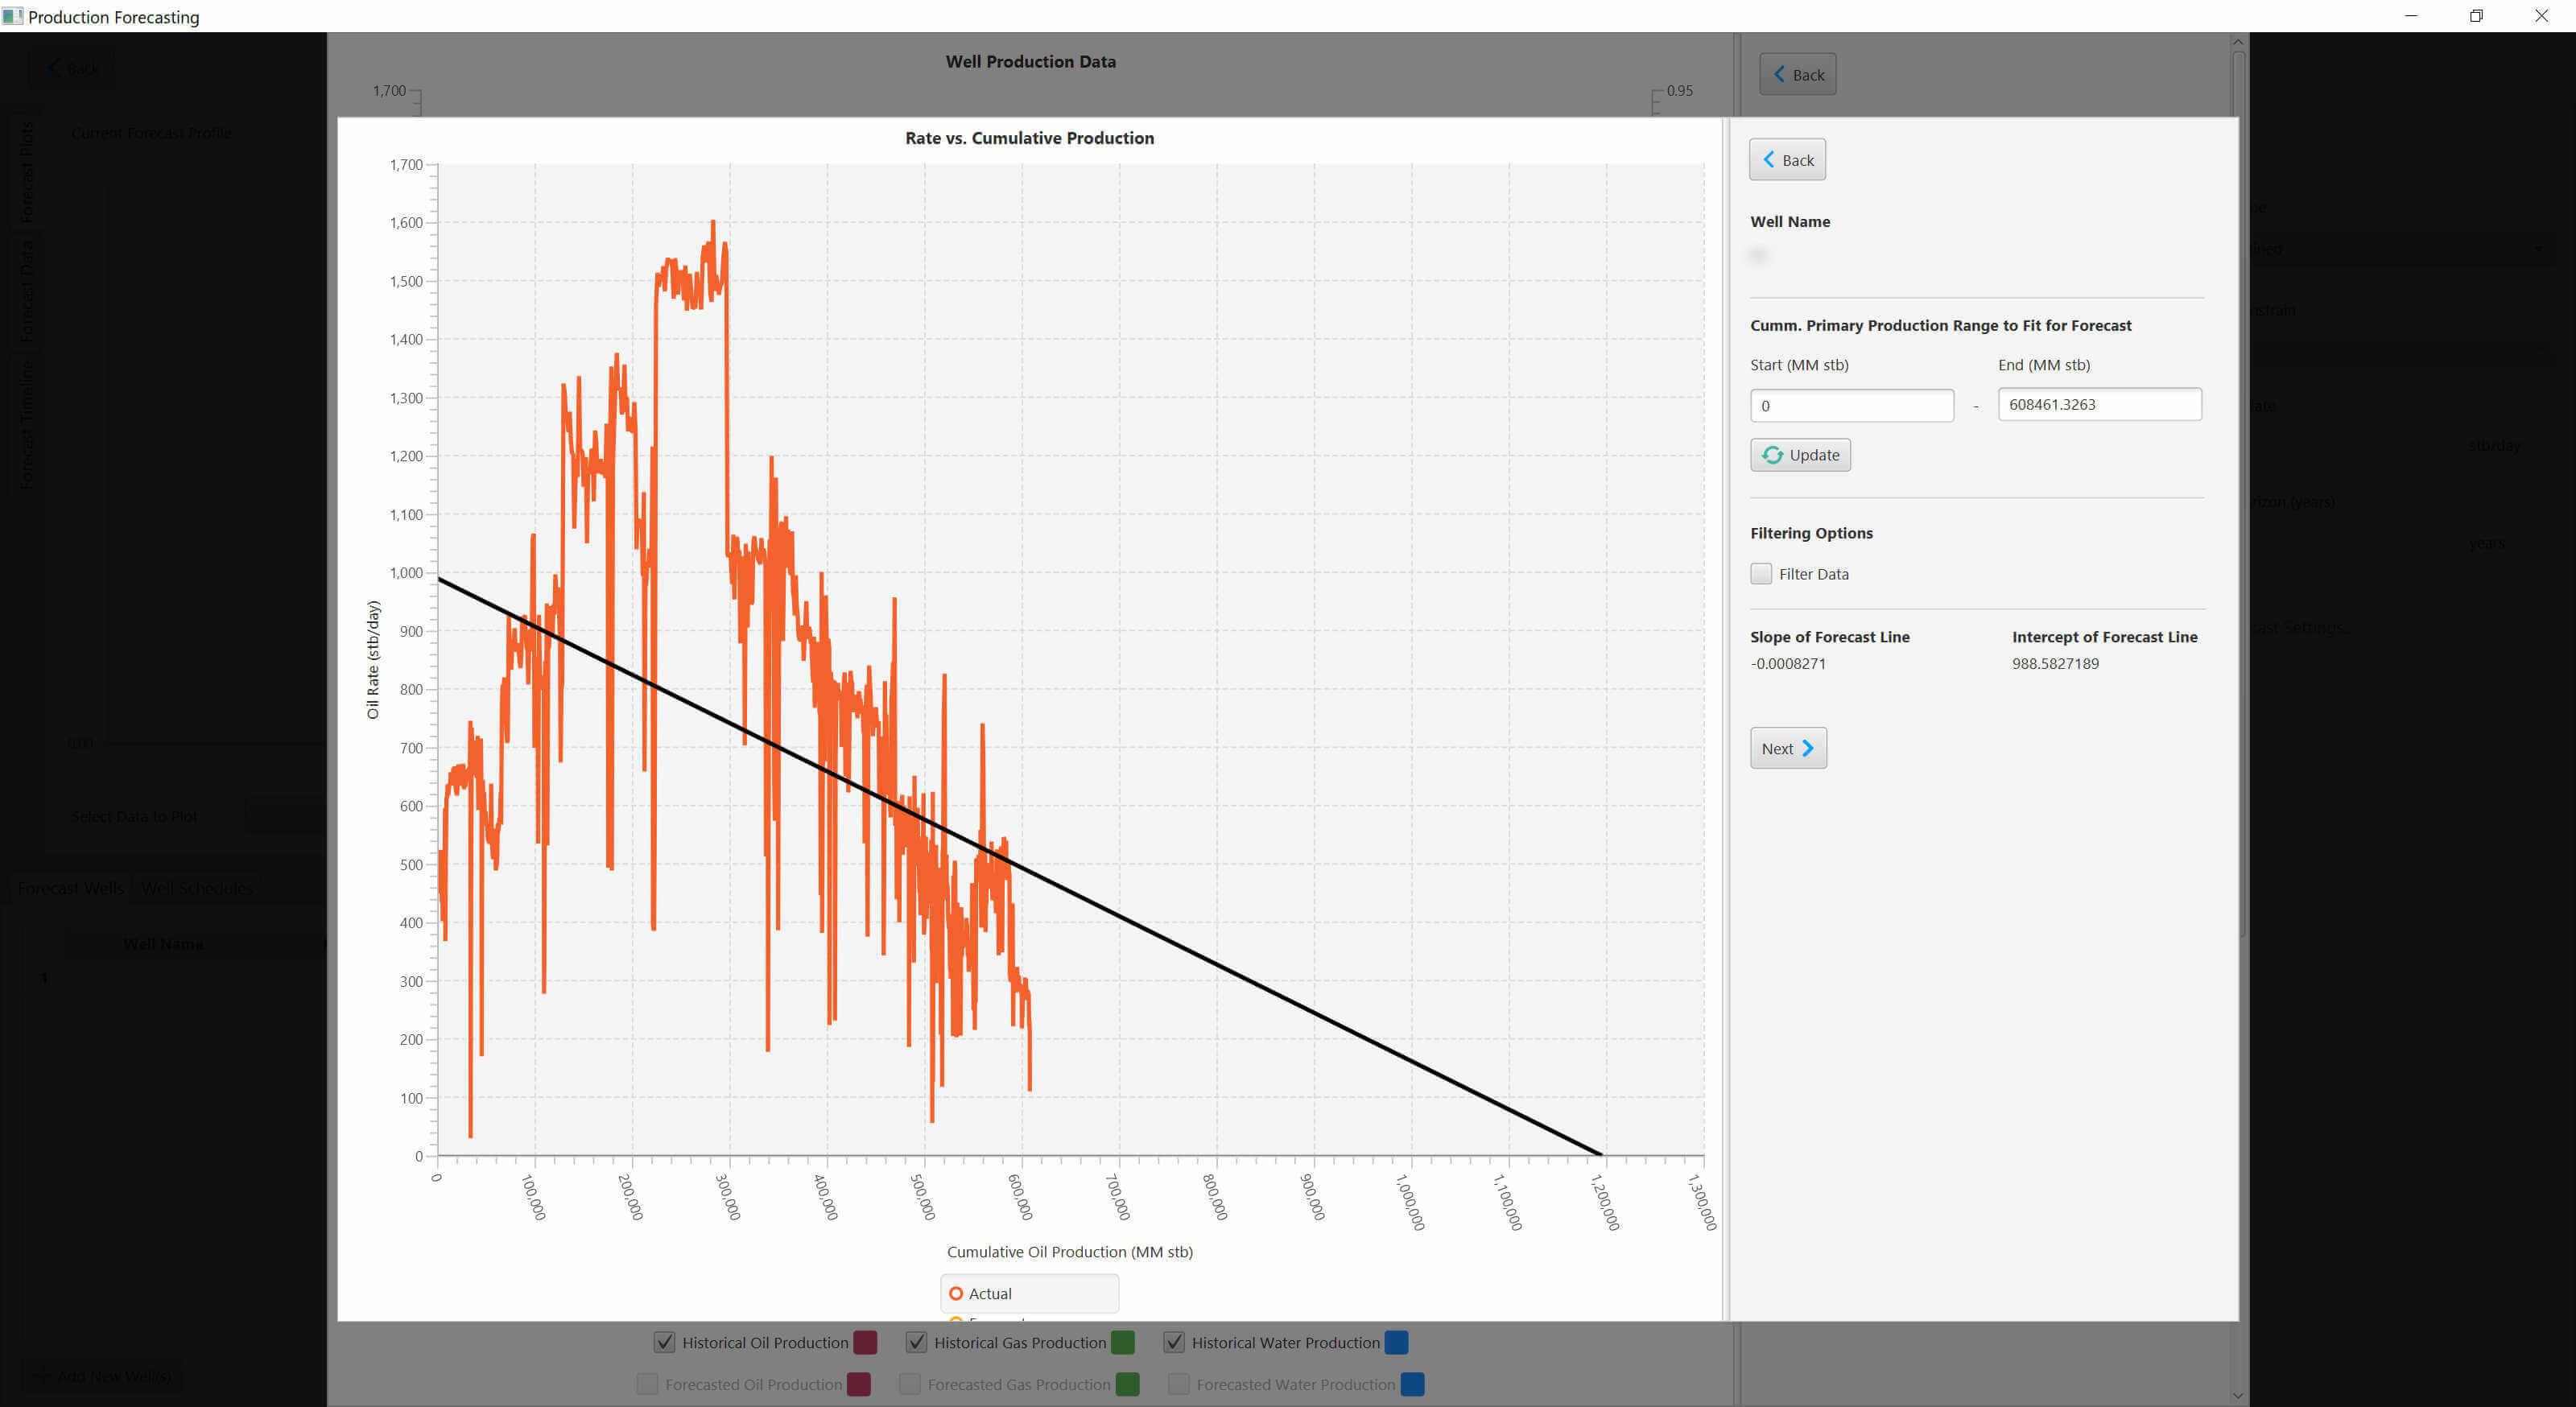 Production Forecasting
Back
Forecast Plots
Forecast Data
Forecast Timeline
Current Forecast Profile
Select Data to Plot
Forecast Wells
Well Schedules
Well Name
1
Add New Well(s)
Well Production Data
1,700
0.95
Back
Rate vs. Cumulative Production
1,700
1,600
1,500
1,400
1,300
1,200
1,100
1,000
900
800
700
600
500
400
300
200
100
0
Oil Rate (stb/day)
0
100,000
200,000
300,000
400,000
500,000
600,000
700,000
800,000
900,000
1,000,000
1,100,000
1,200,000
1,300,000
Cumulative Oil Production (MM stb)
Actual
Back
Well Name
Cumm. Primary Production Range to Fit for Forecast
Start (MM stb)
End (MM stb)
0
-
608461.3263
Update
Filtering Options
Filter Data
Slope of Forecast Line
Intercept of Forecast Line
-0.0008271
988.5827189
Next
stb/day
years
Historical Oil Production
Historical Gas Production
Historical Water Production
Forecasted Oil Production
Forecasted Gas Production
Forecasted Water Production